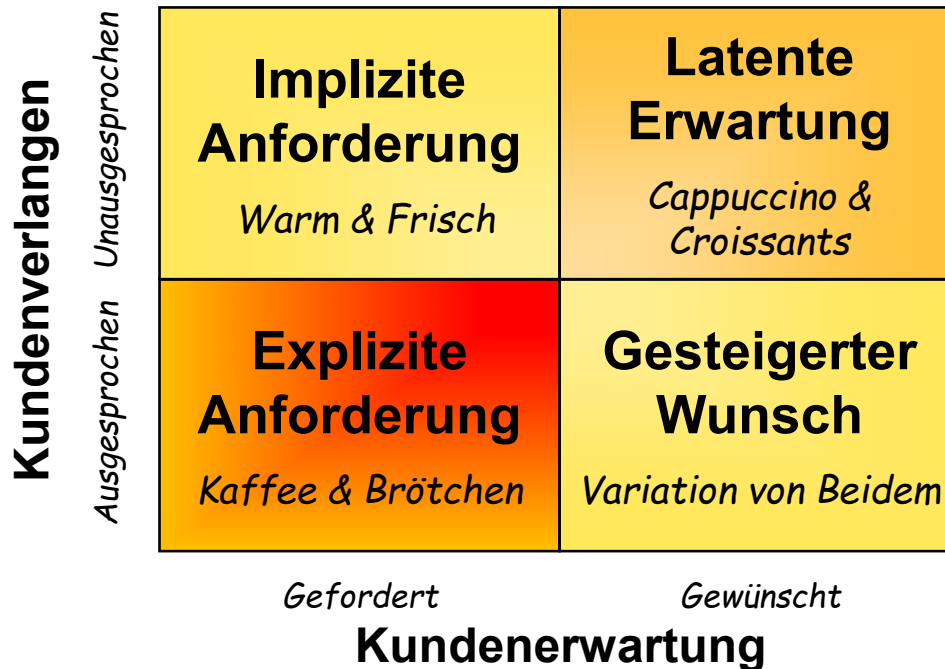 Kundenverlangen
Unausgesprochen
Ausgesprochen
Implizite
Anforderung
Warm & Frisch
Latente
Erwartung
Cappuccino &
Croissants
Explizite
Anforderung
Kaffee & Brötchen
Gesteigerter
Wunsch
Variation von Beidem
Gefordert
Gewünscht
Kundenerwartung